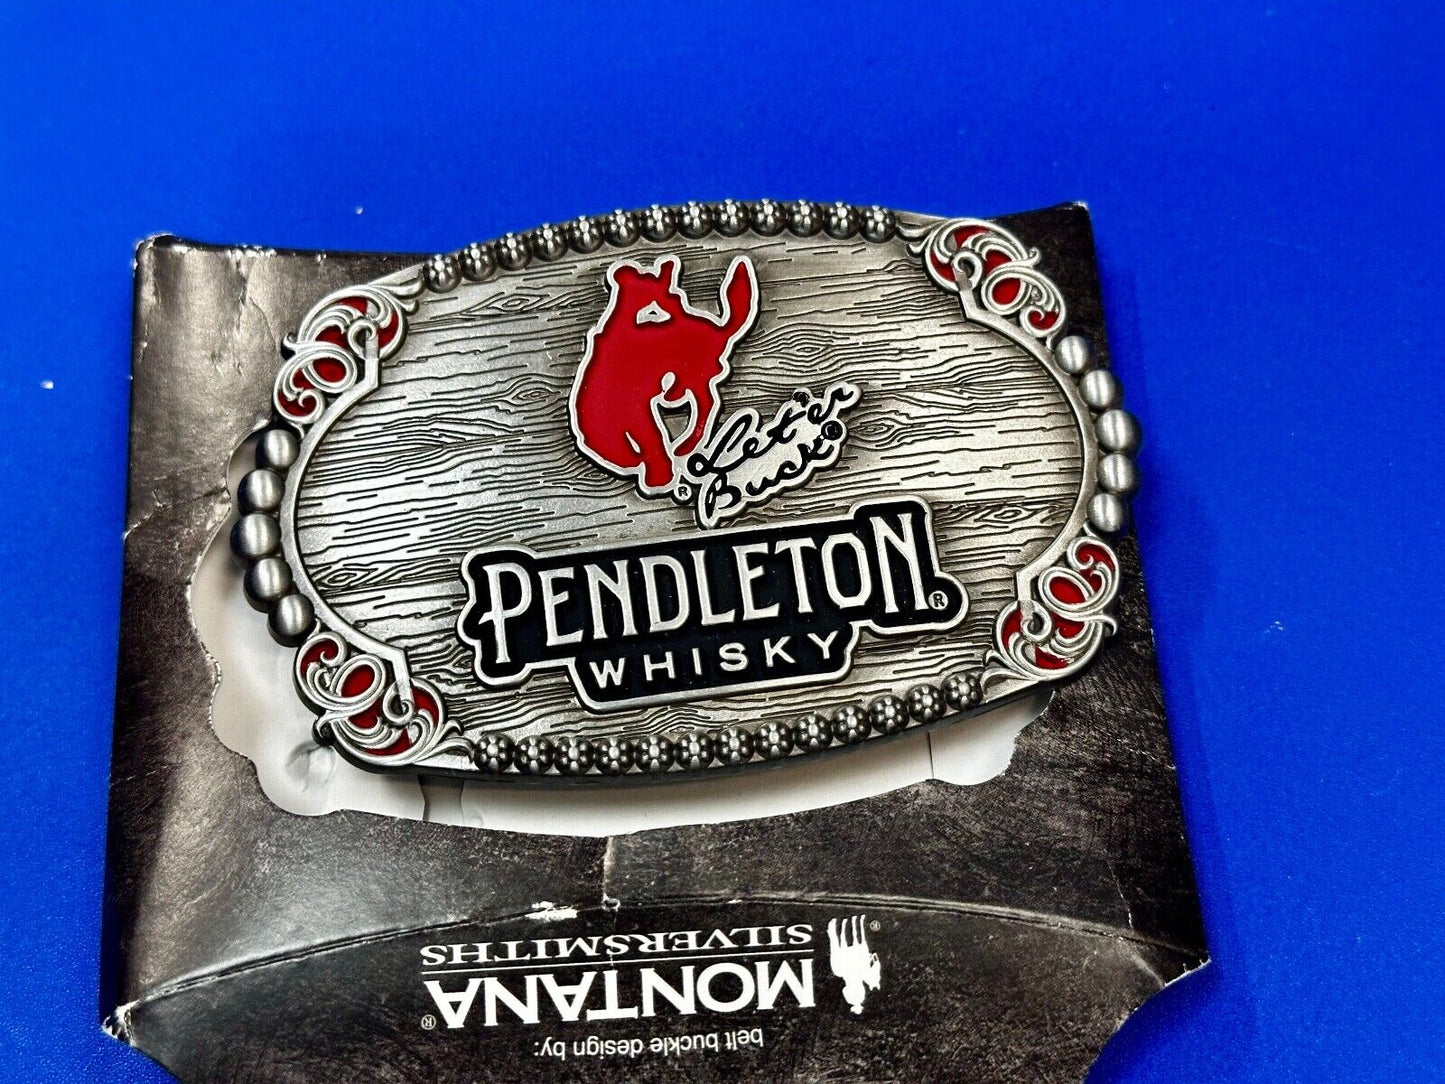 Let'er
Buck®
®
PENDLETON®
WHISKY
belt buckle design by:
MONTANA®
SILVERSMITHS®